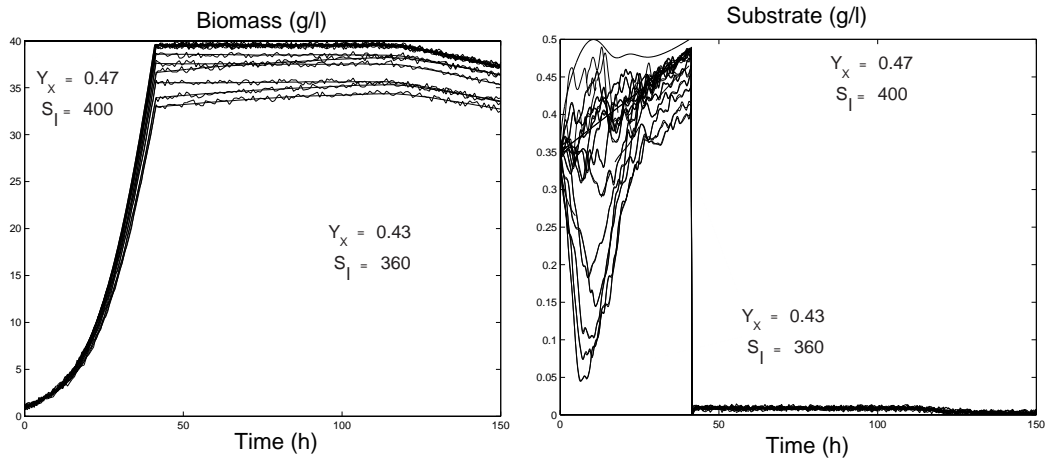 Biomass (g/l)
40
35
30
25
20
15
10
5
0
Y_X = 0.47
S_I = 400
Y_X = 0.43
S_I = 360
0 50 100 150
Time (h)
Substrate (g/l)
0.5
0.45
0.4
0.35
0.3
0.25
0.2
0.15
0.1
0.05
0
Y_X = 0.47
S_I = 400
Y_X = 0.43
S_I = 360
0 50 100 150
Time (h)